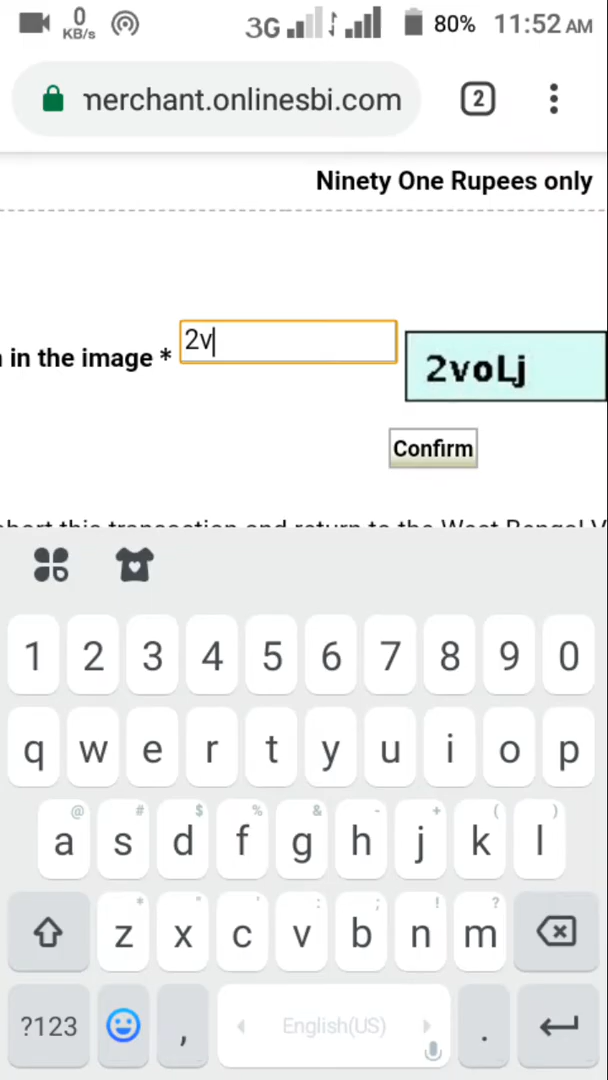 0
KB/s
3G
80%
11:52 AM
merchant.onlinesbi.com
2
Ninety One Rupees only
in the image *
2v
2voLj
Confirm
1 2 3 4 5 6 7 8 9 0
q w e r t y u i o p
@ # $ % & - + ( )
a s d f g h j k l
* " ' : ; ! ?
z x c v b n m
?123 , English(US) .